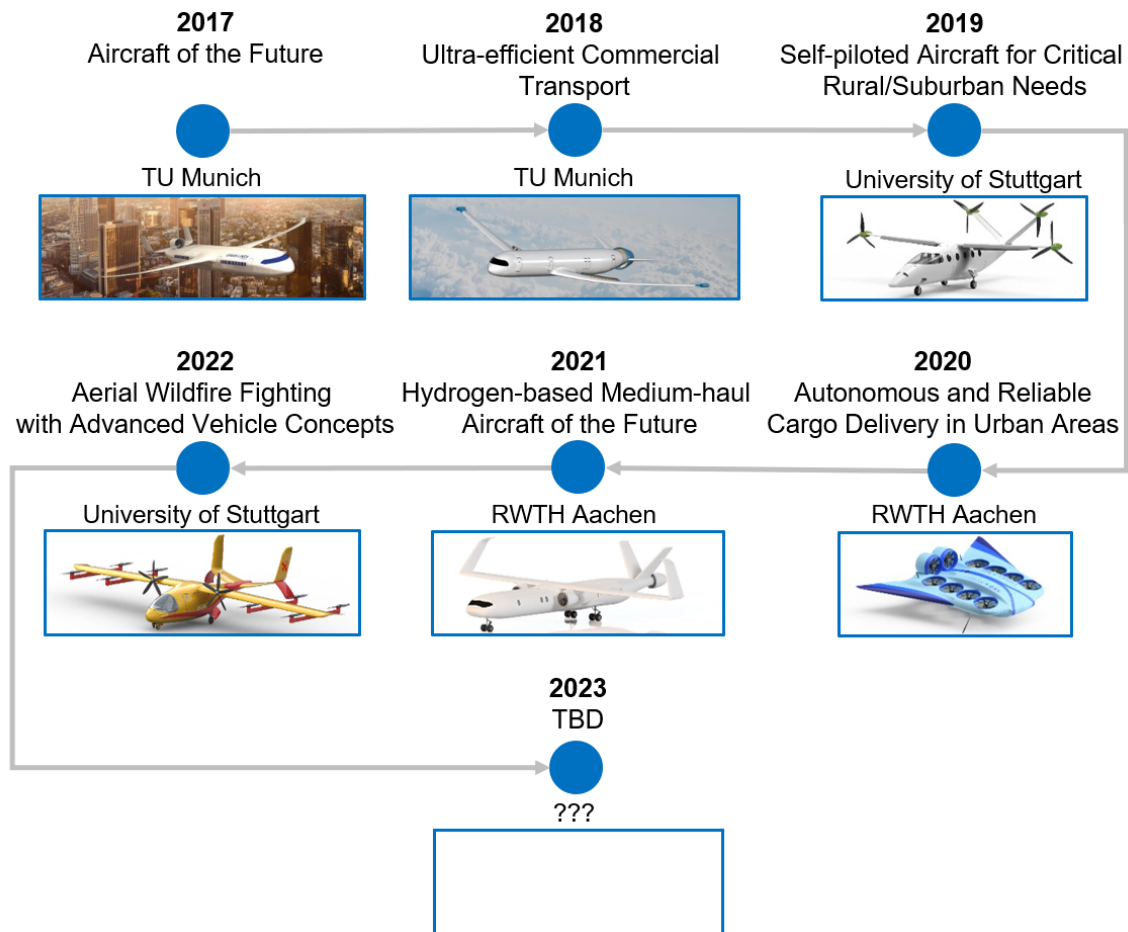 2017
Aircraft of the Future
TU Munich
2018
Ultra-efficient Commercial
Transport
TU Munich
2019
Self-piloted Aircraft for Critical
Rural/Suburban Needs
University of Stuttgart
2020
Autonomous and Reliable
Cargo Delivery in Urban Areas
RWTH Aachen
2021
Hydrogen-based Medium-haul
Aircraft of the Future
RWTH Aachen
2022
Aerial Wildfire Fighting
with Advanced Vehicle Concepts
University of Stuttgart
2023
TBD
???